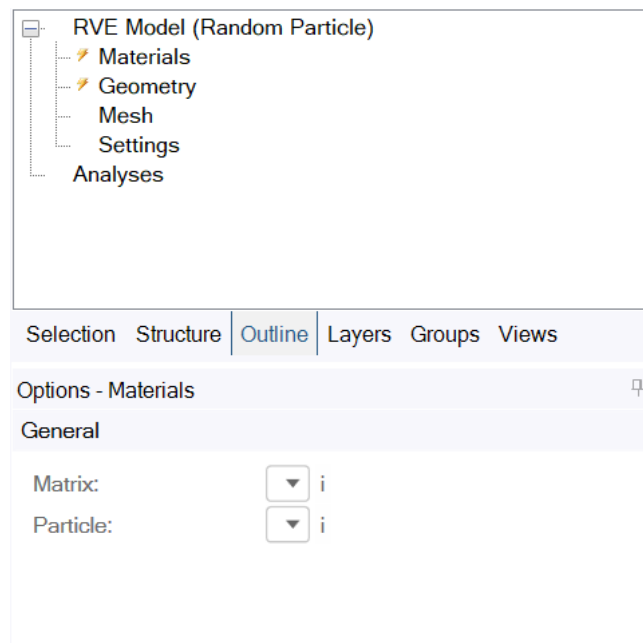 RVE Model (Random Particle)
Materials
Geometry
Mesh
Settings
Analyses
Selection Structure Outline Layers Groups Views
Options - Materials
General
Matrix: i
Particle: i